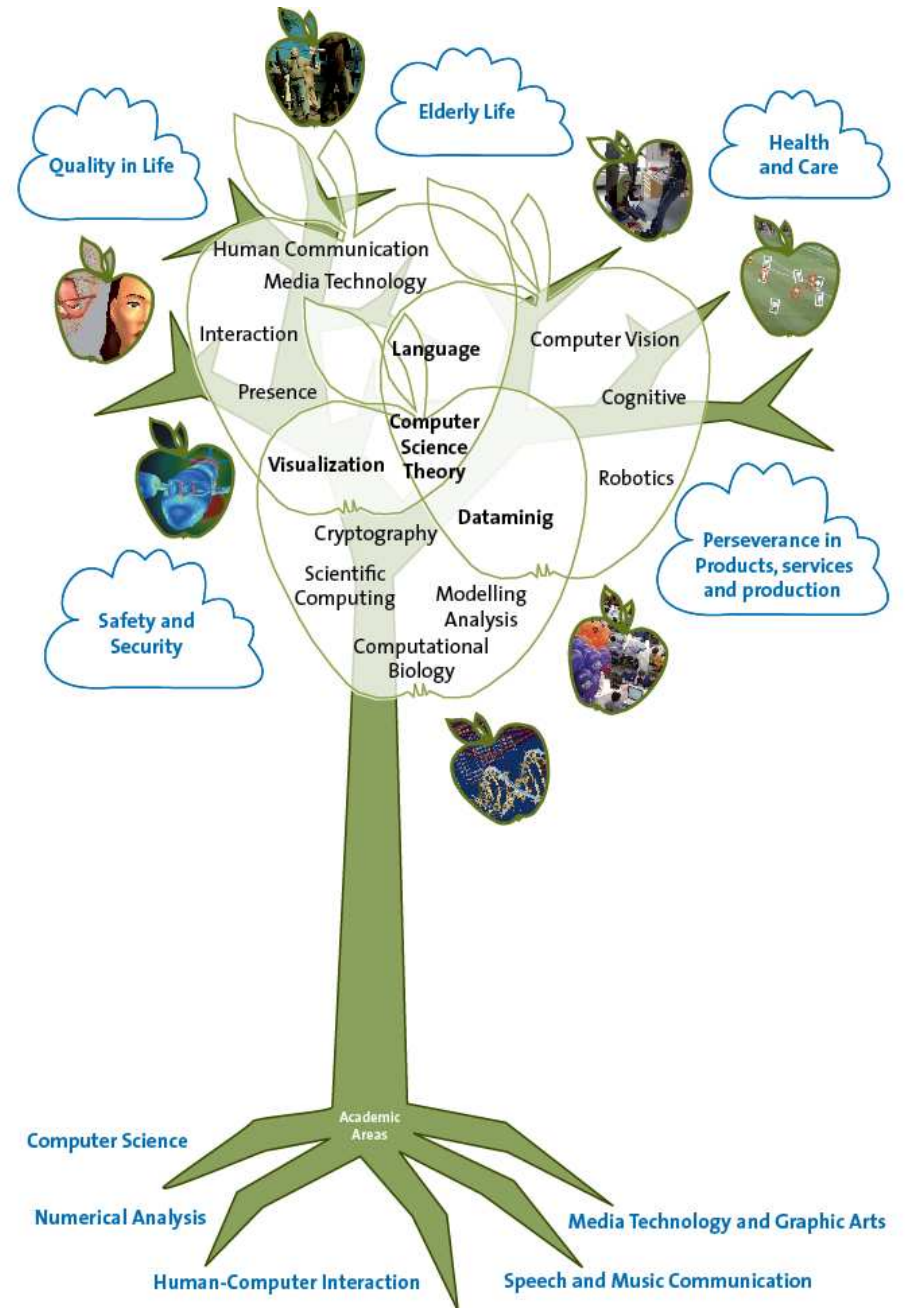 Elderly Life
Quality in Life
Health
and Care
Human Communication
Media Technology
Interaction
Language
Computer Vision
Presence
Cognitive
Computer
Science
Theory
Visualization
Robotics
Dataminig
Cryptography
Perseverance in
Products, services
and production
Scientific
Computing
Modelling
Analysis
Safety and
Security
Computational
Biology
Academic
Areas
Computer Science
Numerical Analysis
Media Technology and Graphic Arts
Human-Computer Interaction
Speech and Music Communication